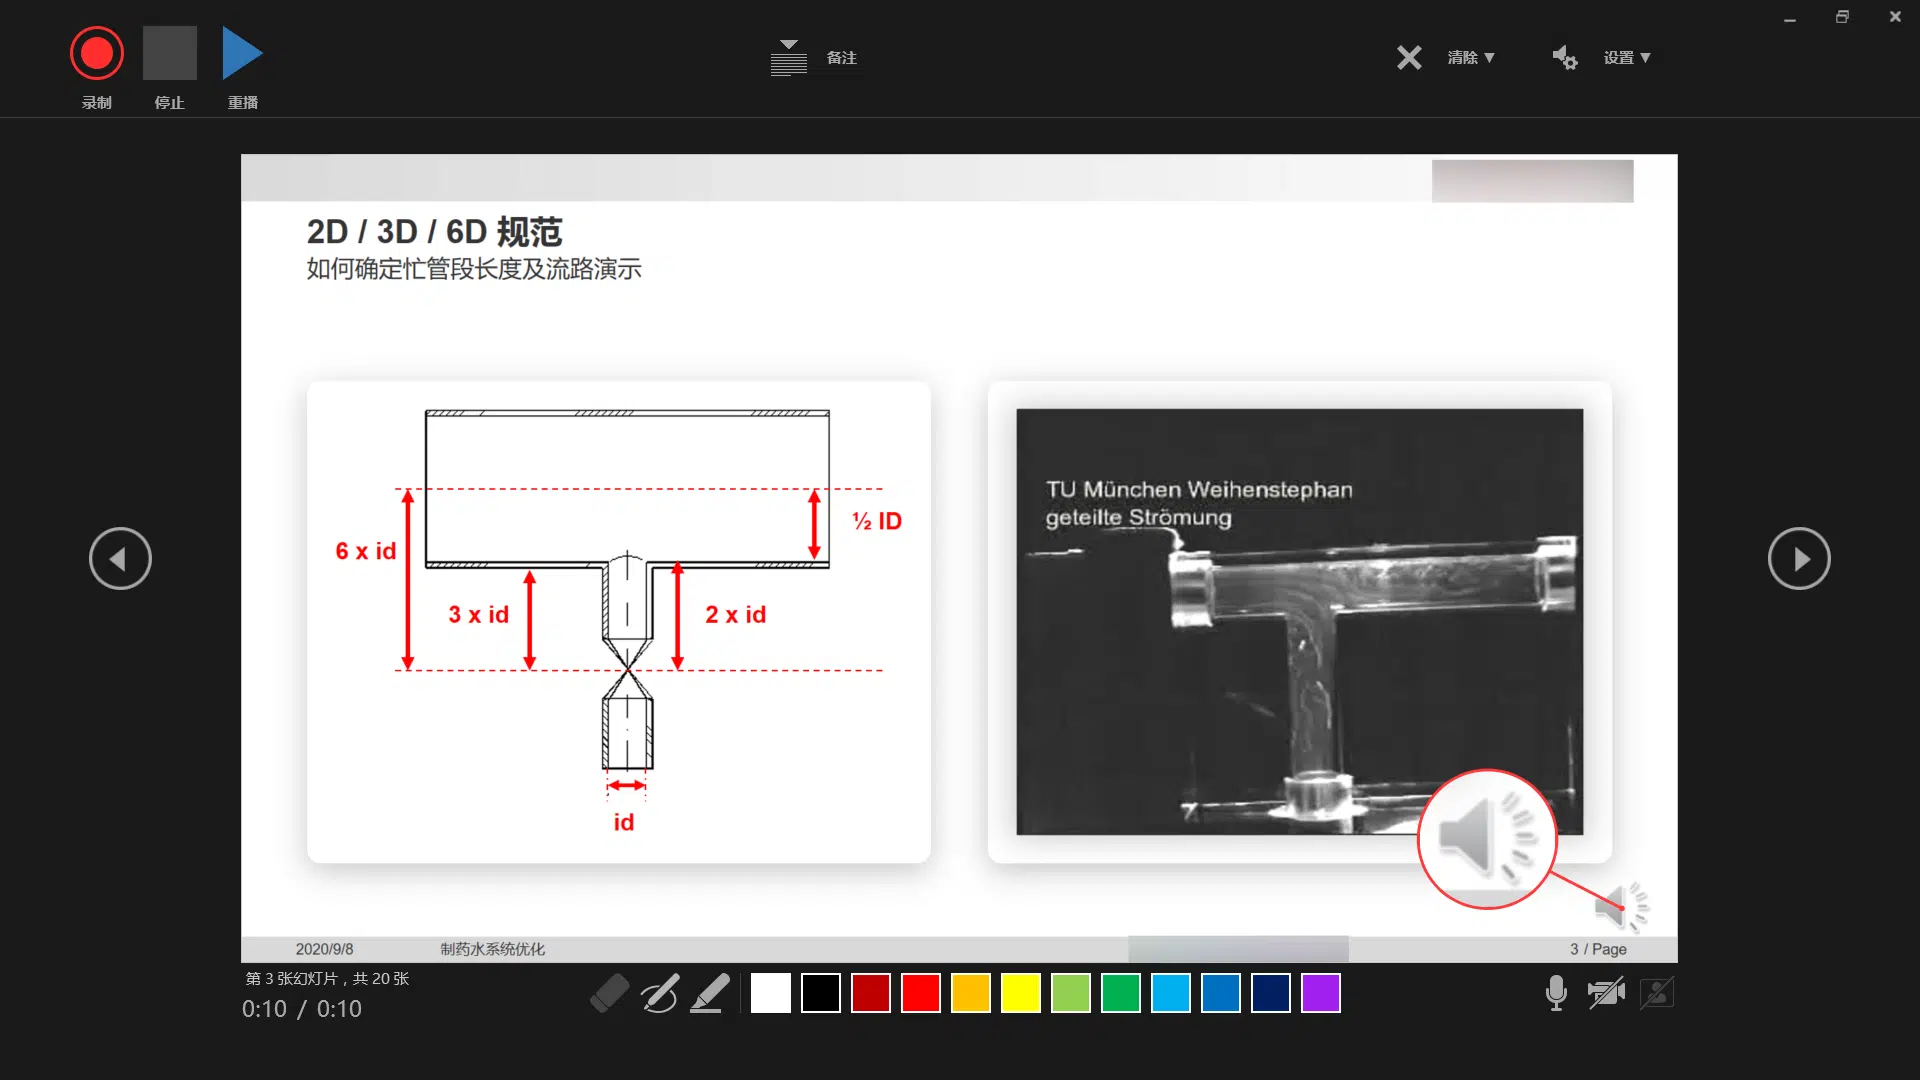 录制
停止
重播
备注
清除
设置
2D / 3D / 6D 规范
如何确定忙管段长度及流路演示
6 x id
½ ID
3 x id
2 x id
id
TU München Weihenstephan
geteilte Strömung
2020/9/8
制药水系统优化
3 / Page
第 3 张幻灯片，共 20 张
0:10 / 0:10